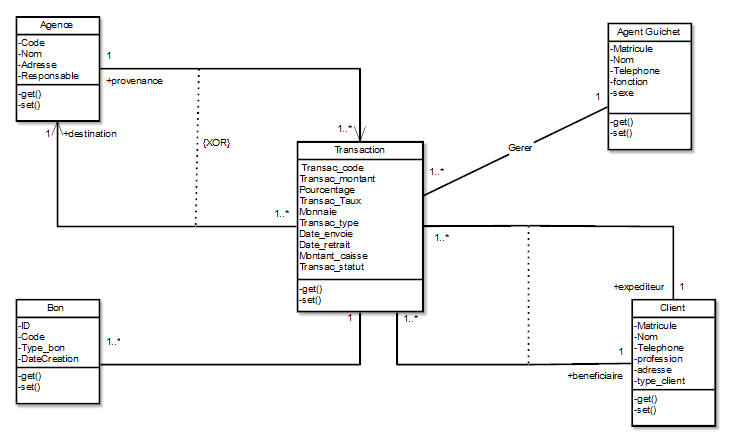 Agence
-Code
-Nom
-Adresse
-Responsable
-get()
-set()
1
+provenance
1..*
1
+destination
{XOR}
1..*
Agent Guichet
-Matricule
-Nom
-Telephone
-fonction
-sexe
-get()
-set()
1
Gerer
1..*
Transaction
Transac_code
Transac_montant
Pourcentage
Transac_Taux
Monnaie
Transac_type
Date_envoie
Date_retrait
Montant_caisse
Transac_statut
-get()
-set()
1..*
+expediteur
1
Bon
-ID
-Code
-Type_bon
-DateCreation
-get()
-set()
1..*
1
1..*
1
+beneficiaire
Client
-Matricule
-Nom
-Telephone
-profession
-adresse
-type_client
-get()
-set()